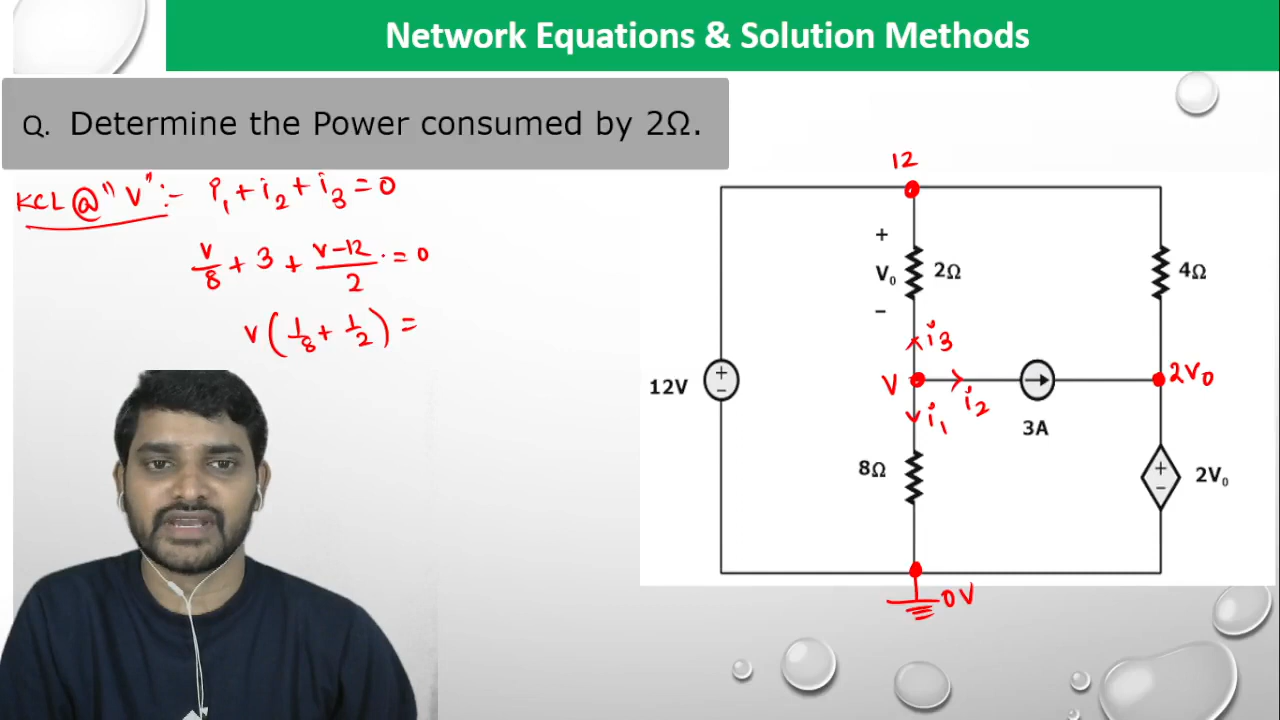 Network Equations & Solution Methods
Q. Determine the Power consumed by 2Ω.
KCL @ "V" :- i₁ + i₂ + i₃ = 0
V/8 + 3 + V-12/2 = 0
V(1/8 + 1/2) =
12
+
V₀
-
2Ω
4Ω
i₃
V
i₂
2V₀
i₁
12V
+
-
3A
8Ω
+
-
2V₀
0V